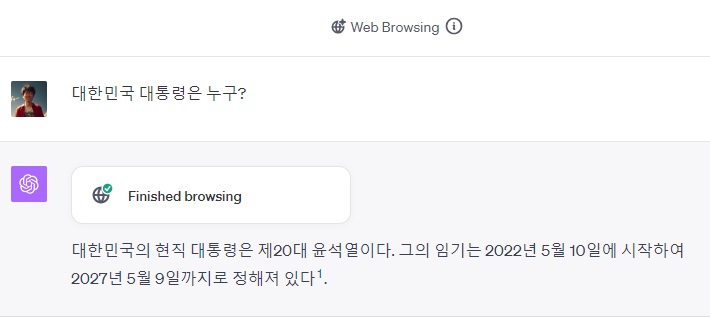 Web Browsing
대한민국 대통령은 누구?
Finished browsing
대한민국의 현직 대통령은 제20대 윤석열이다. 그의 임기는 2022년 5월 10일에 시작하여
2027년 5월 9일까지로 정해져 있다1.